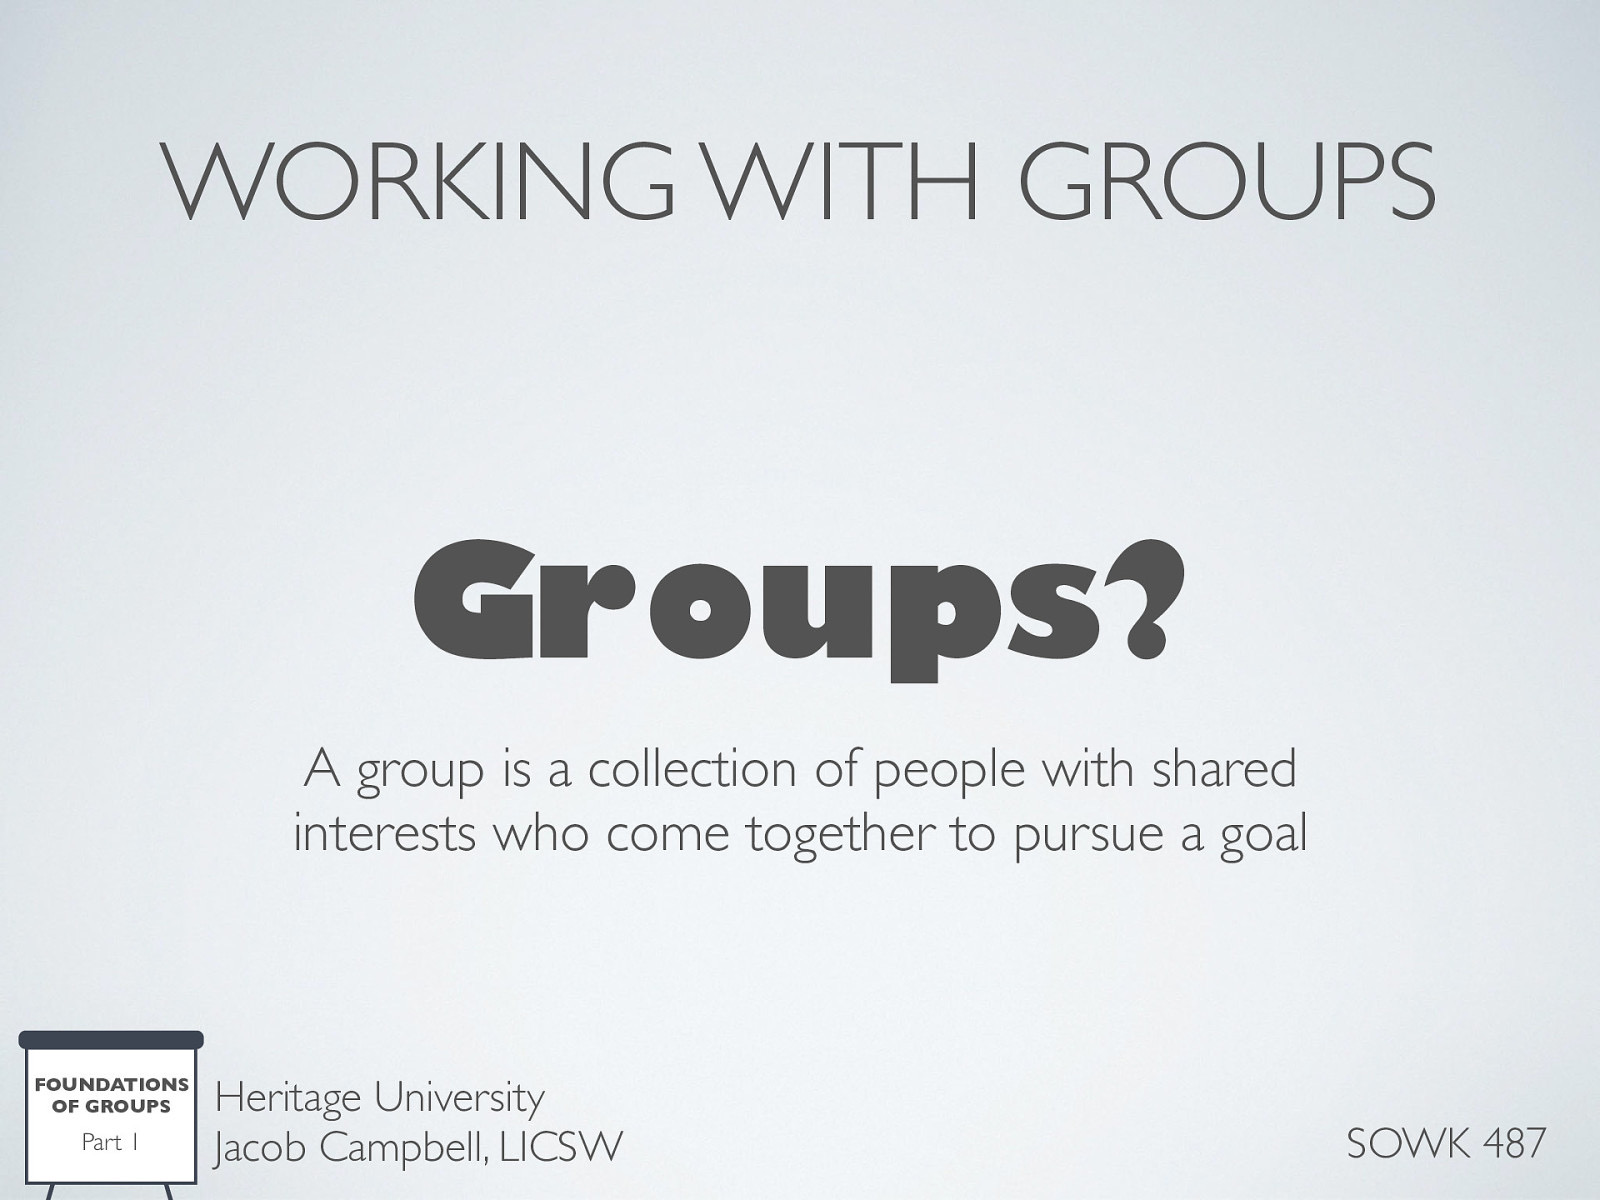 WORKING WITH GROUPS
Groups?
A group is a collection of people with shared
interests who come together to pursue a goal
FOUNDATIONS
OF GROUPS
Part 1
Heritage University
Jacob Campbell, LICSW
SOWK 487